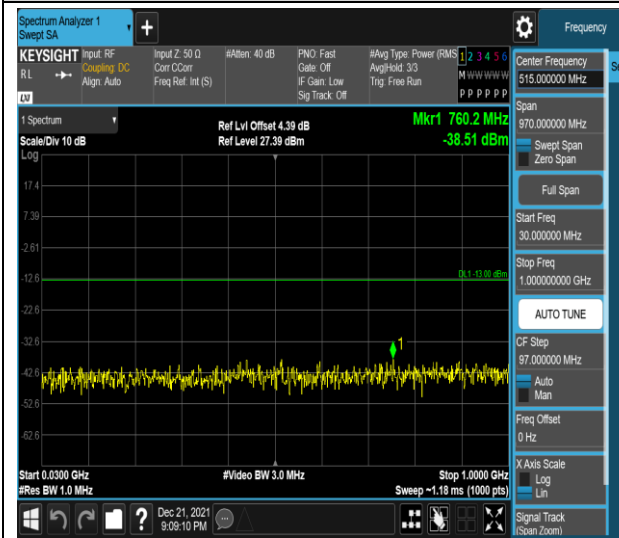 Spectrum Analyzer 1
Swept SA
+
Frequency
KEYSIGHT
RL
LXI
Input: RF
Coupling: DC
Align: Auto
Input Z: 50 Ω
Corr CCorr
Freq Ref: Int (S)
#Atten: 40 dB
PNO: Fast
Gate: Off
IF Gain: Low
Sig Track: Off
#Avg Type: Power (RMS
Avg|Hold: 3/3
Trig: Free Run
1 2 3 4 5 6
M W W W W W
P P P P P P
1 Spectrum
Scale/Div 10 dB
Log
Ref Lvl Offset 4.39 dB
Ref Level 27.39 dBm
Mkr1 760.2 MHz
-38.51 dBm
17.4
7.39
-2.61
-12.6
-22.6
-32.6
-42.6
-52.6
-62.6
DL1 -13.00 dBm
1
Start 0.0300 GHz
#Res BW 1.0 MHz
#Video BW 3.0 MHz
Stop 1.0000 GHz
Sweep ~1.18 ms (1000 pts)
?
Dec 21, 2021
9:09:10 PM
Center Frequency
515.000000 MHz
Span
970.000000 MHz
Swept Span
Zero Span
Full Span
Start Freq
30.000000 MHz
Stop Freq
1.000000000 GHz
AUTO TUNE
CF Step
97.000000 MHz
Auto
Man
Freq Offset
0 Hz
X Axis Scale
Log
Lin
Signal Track
(Span Zoom)